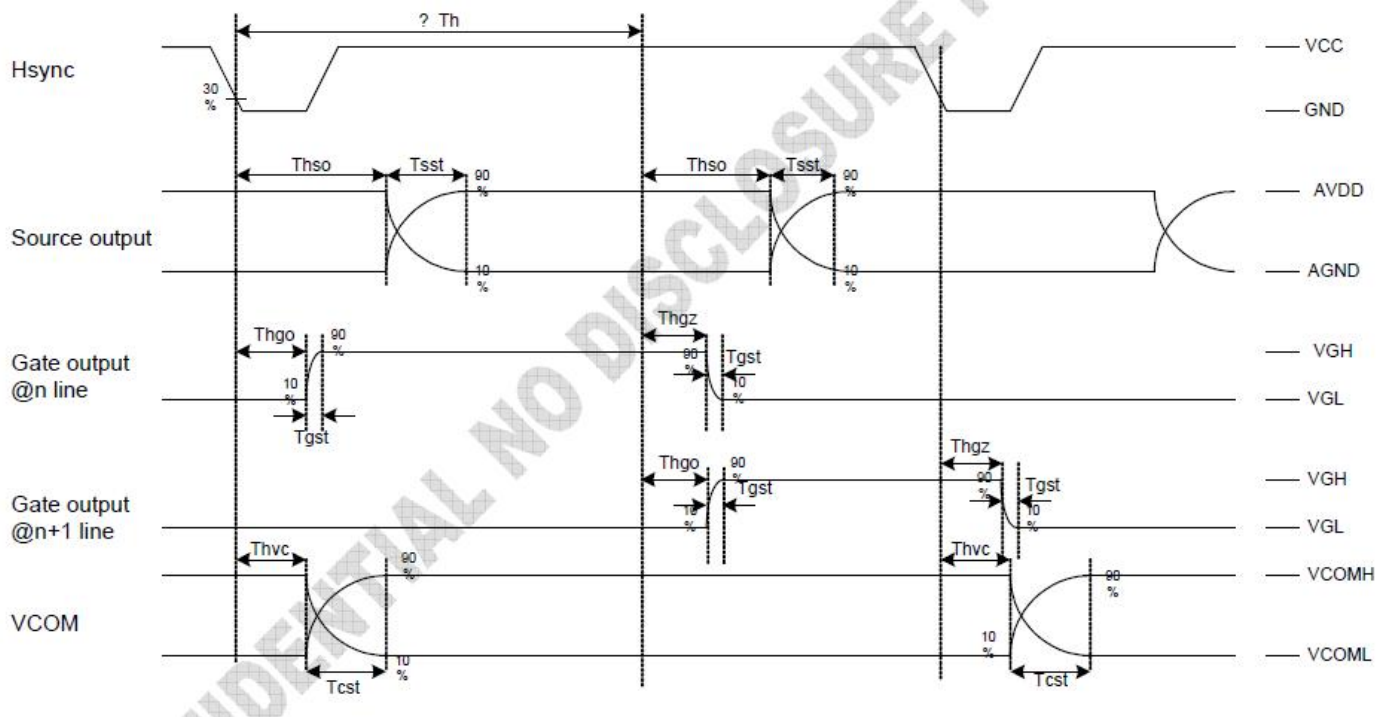 ? Th
Hsync
30
%
VCC
GND
Thso
Tsst
90
%
Thso
Tsst
90
%
AVDD
Source output
10
%
10
%
AGND
Thgo
90
%
Thgz
90
%
Tgst
VGH
Gate output
@n line
10
%
10
%
VGL
Tgst
Thgo
90
%
Thgz
90
%
Tgst
VGH
Gate output
@n+1 line
Tgst
10
%
10
%
VGL
Thvc
90
%
Thvc
90
%
VCOMH
VCOM
10
%
10
%
VCOML
Tcst
Tcst
IDENTIAL NO DISCLOSURE